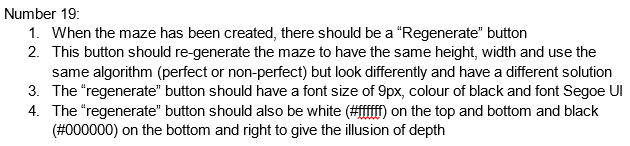 Number 19:
1. When the maze has been created, there should be a “Regenerate” button
2. This button should re-generate the maze to have the same height, width and use the
same algorithm (perfect or non-perfect) but look differently and have a different solution
3. The “regenerate” button should have a font size of 9px, colour of black and font Segoe UI
4. The “regenerate” button should also be white (#ffffff) on the top and bottom and black
(#000000) on the bottom and right to give the illusion of depth